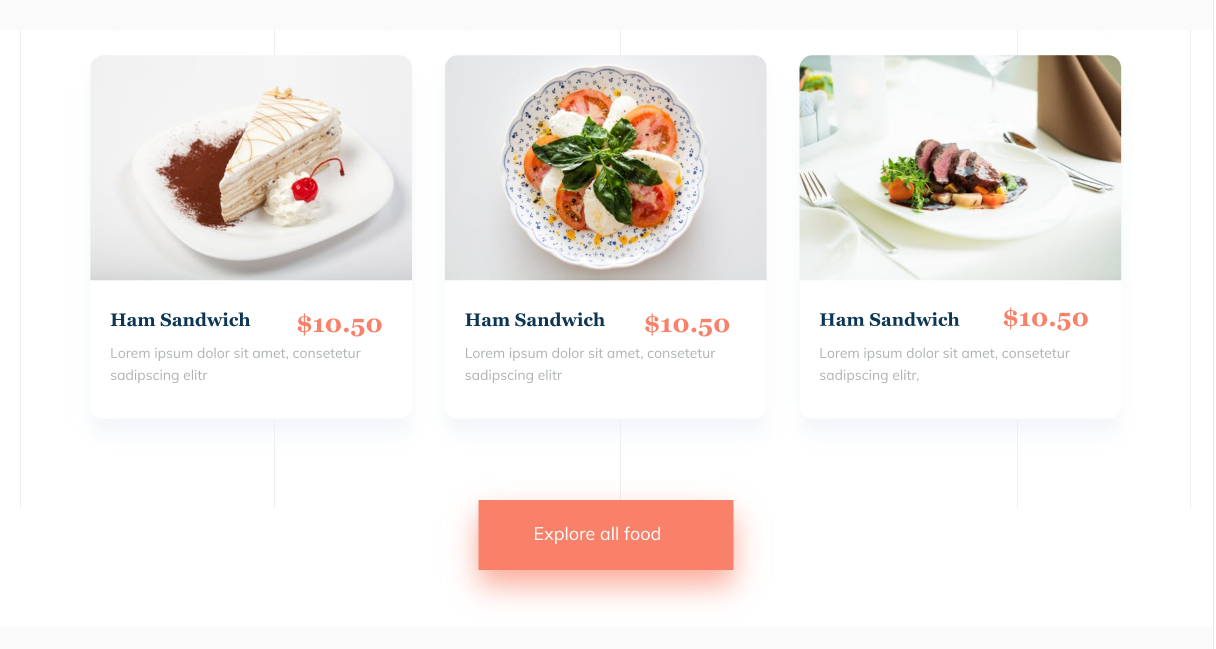 Ham Sandwich $10.50
Lorem ipsum dolor sit amet, consetetur
sadipscing elitr
Ham Sandwich $10.50
Lorem ipsum dolor sit amet, consetetur
sadipscing elitr
Ham Sandwich $10.50
Lorem ipsum dolor sit amet, consetetur
sadipscing elitr,
Explore all food